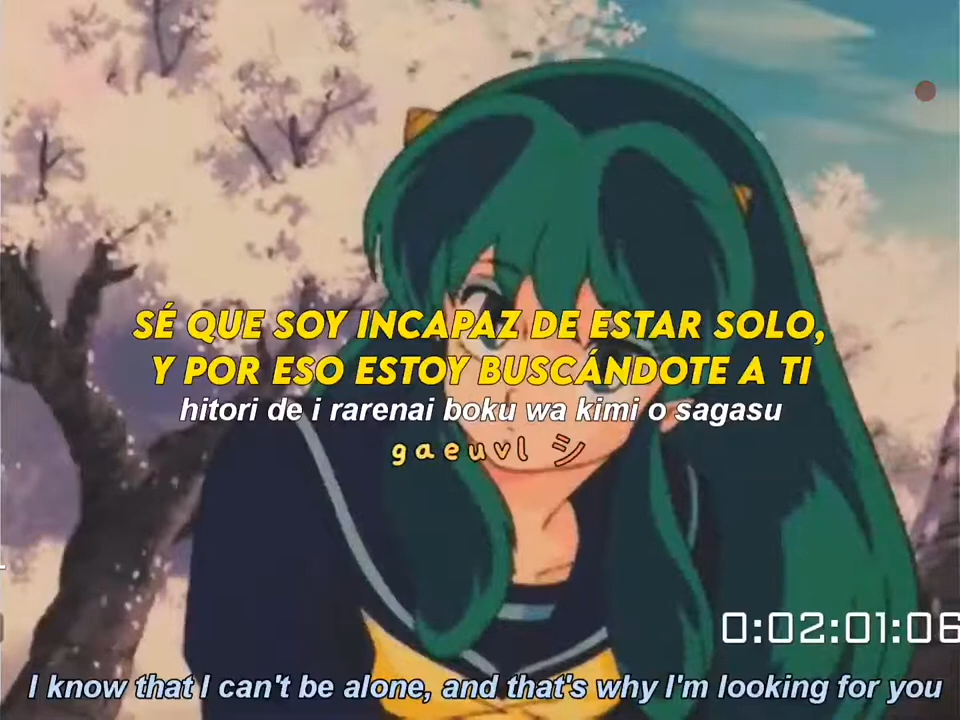 SÉ QUE SOY INCAPAZ DE ESTAR SOLO,
Y POR ESO ESTOY BUSCÁNDOTE A TI
hitori de i rarenai boku wa kimi o sagasu
gaeuvl シ
0:02:01:06
I know that I can't be alone, and that's why I'm looking for you